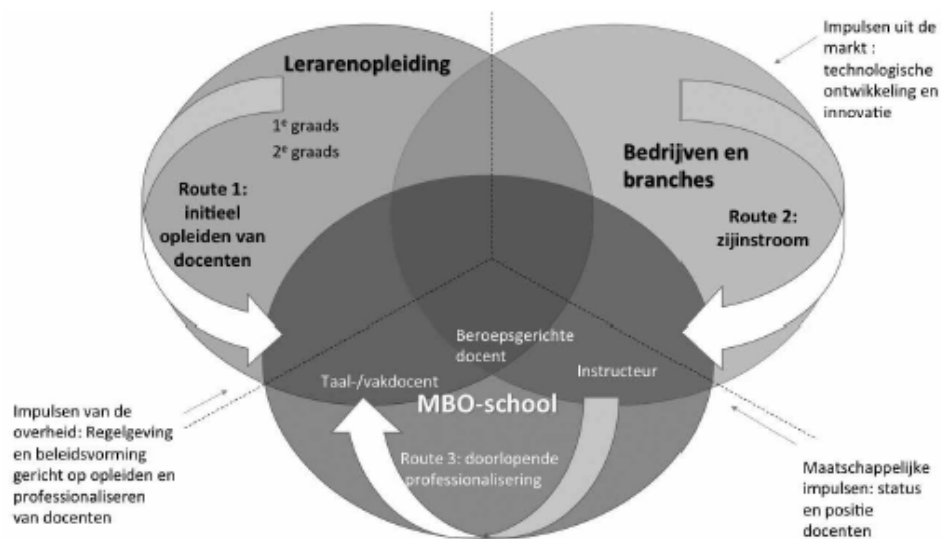 Lerarenopleiding
1e graads
2e graads
Route 1:
initieel
opleiden van
docenten
Impulsen uit de
markt :
technologische
ontwikkeling en
innovatie
Bedrijven en
branches
Route 2:
zijinstroom
Beroepsgerichte
docent
Taal-/vakdocent
Instructeur
MBO-school
Route 3: doorlopende
professionalisering
Impulsen van de
overheid: Regelgeving
en beleidsvorming
gericht op opleiden en
professionaliseren
van docenten
Maatschappelijke
impulsen: status
en positie
docenten